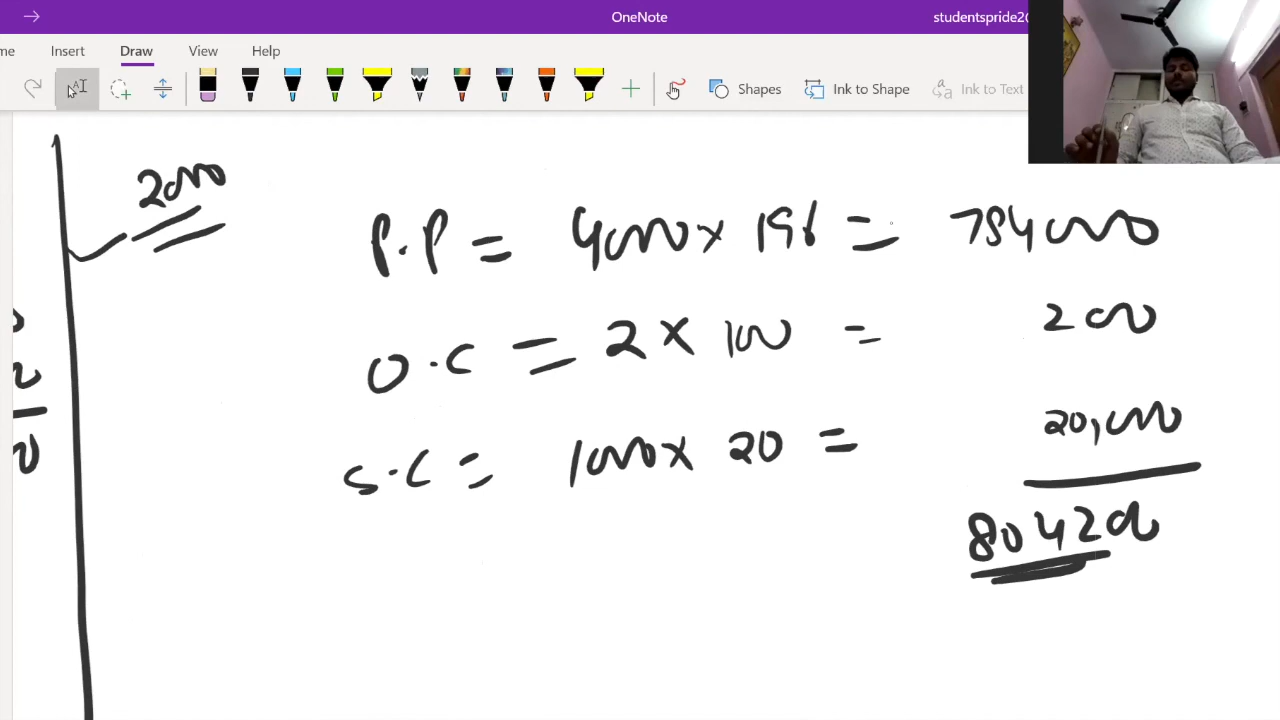 OneNote
studentspride2
me Insert Draw View Help
Shapes Ink to Shape Ink to Text
2000
P.P = 4000 x 196 = 784000
O.C = 2 x 100 = 200
S.C = 1000 x 20 = 20,000
804200